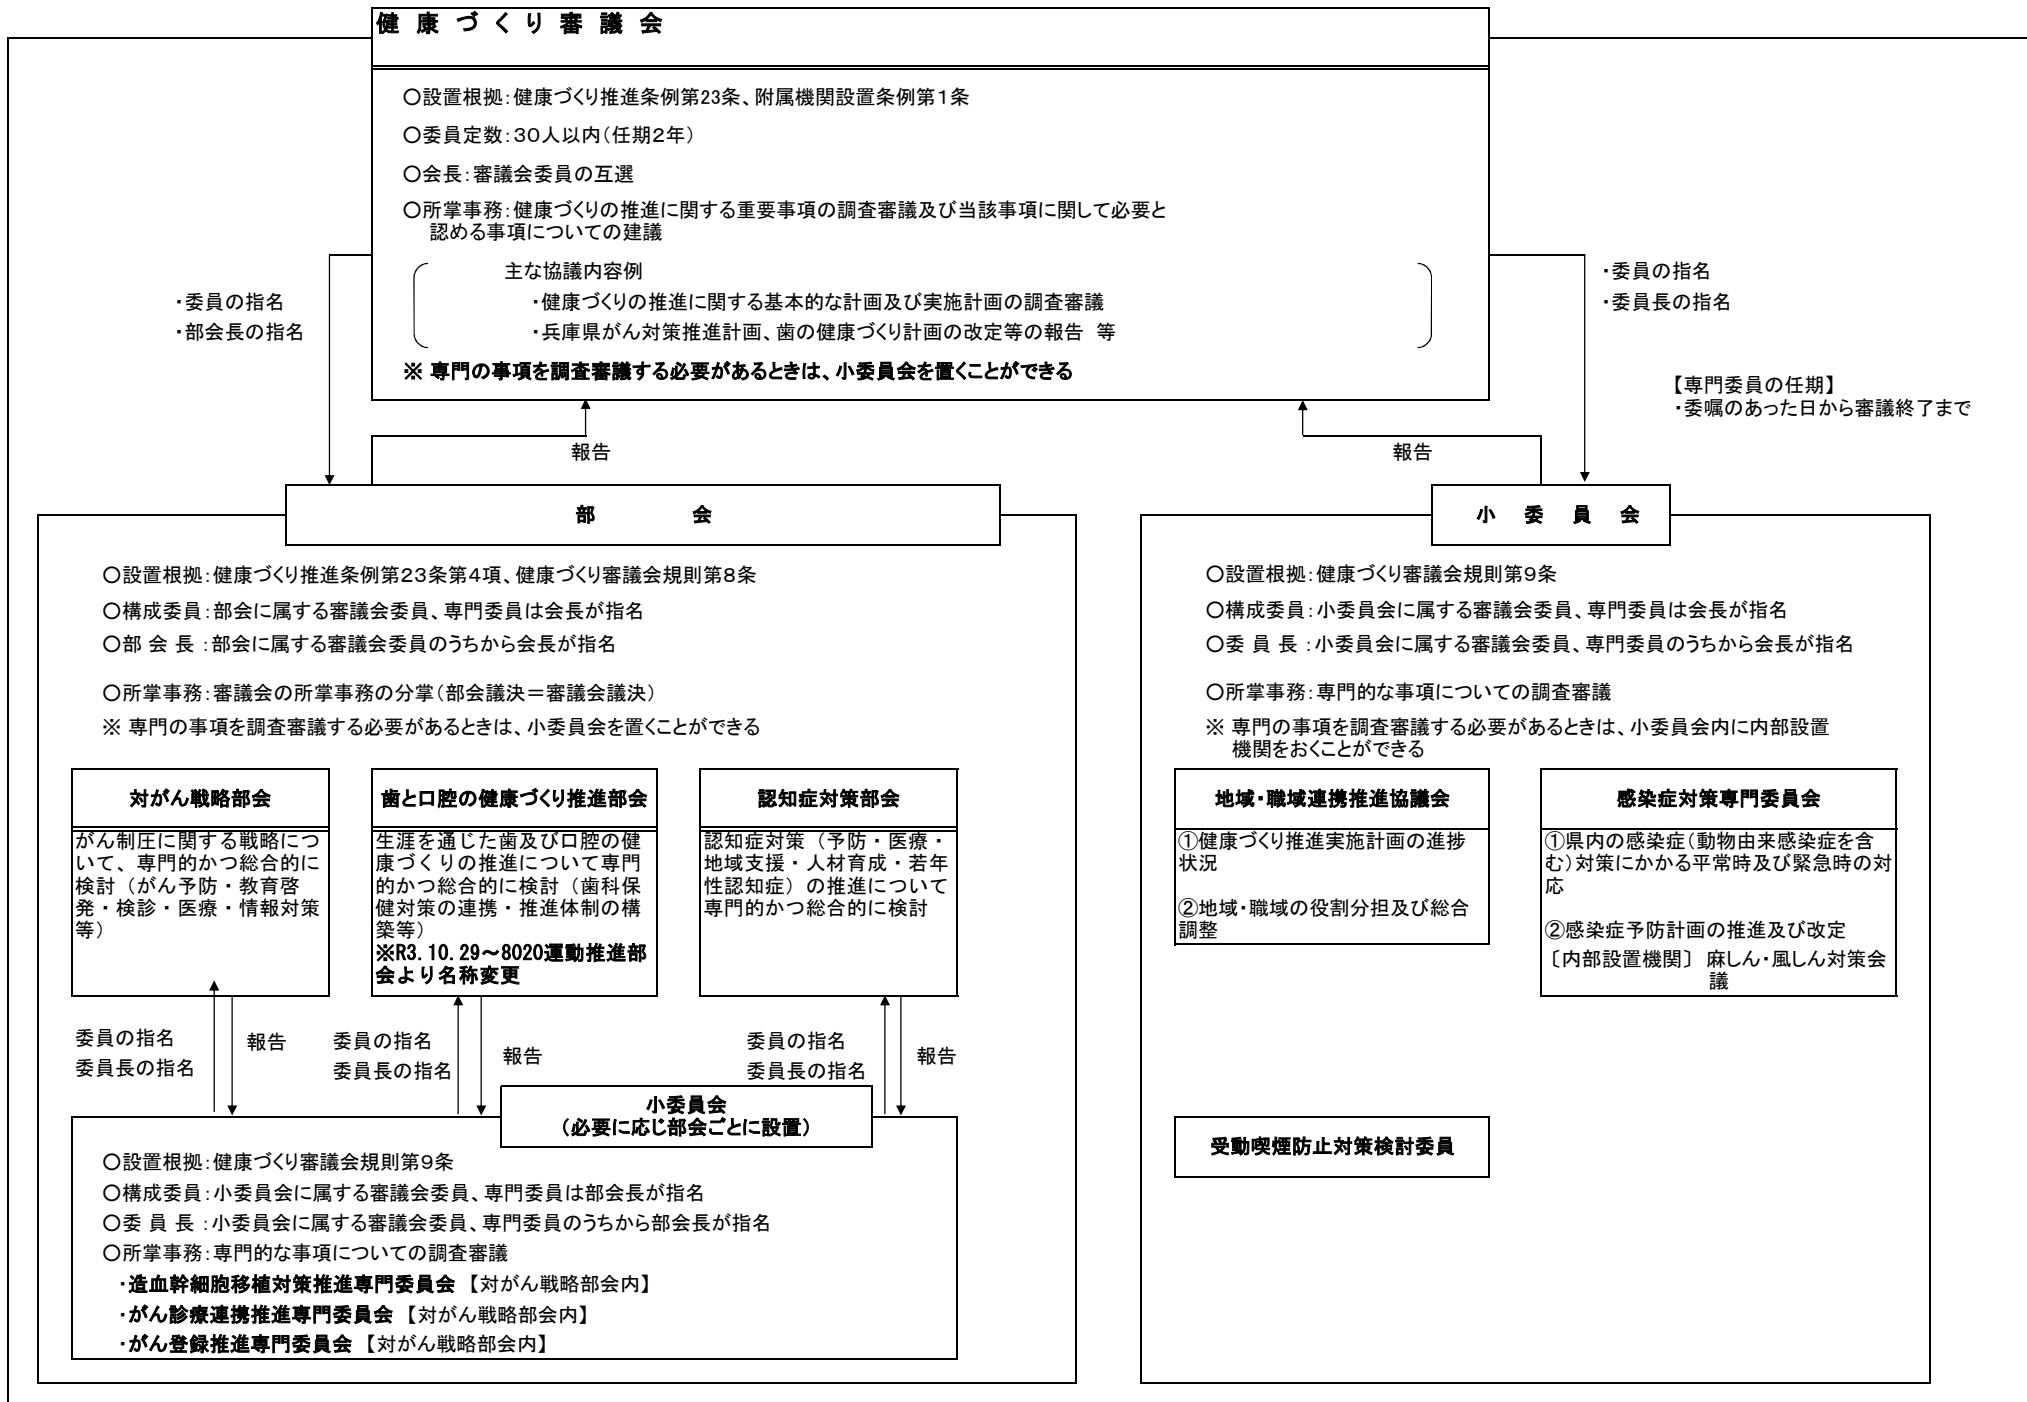 健康づくり審議会
○設置根拠:健康づくり推進条例第23条、附属機関設置条例第1条
○委員定数:30人以内(任期2年)
○会長:審議会委員の互選
○所掌事務:健康づくりの推進に関する重要事項の調査審議及び当該事項に関して必要と
認める事項についての建議
主な協議内容例
・健康づくりの推進に関する基本的な計画及び実施計画の調査審議
・兵庫県がん対策推進計画、歯の健康づくり計画の改定等の報告 等
※ 専門の事項を調査審議する必要があるときは、小委員会を置くことができる
・委員の指名
・部会長の指名
・委員の指名
・委員長の指名
【専門委員の任期】
・委嘱のあった日から審議終了まで
報告
報告
部 会
○設置根拠:健康づくり推進条例第23条第4項、健康づくり審議会規則第8条
○構成委員:部会に属する審議会委員、専門委員は会長が指名
○部 会 長 :部会に属する審議会委員のうちから会長が指名
○所掌事務:審議会の所掌事務の分掌(部会議決=審議会議決)
※ 専門の事項を調査審議する必要があるときは、小委員会を置くことができる
対がん戦略部会
がん制圧に関する戦略につ
いて、専門的かつ総合的に
検討(がん予防・教育啓
発・検診・医療・情報対策
等)
歯と口腔の健康づくり推進部会
生涯を通じた歯及び口腔の健
康づくりの推進について専門
的かつ総合的に検討(歯科保
健対策の連携・推進体制の構
築等)
※R3.10.29～8020運動推進部
会より名称変更
認知症対策部会
認知症対策(予防・医療・
地域支援・人材育成・若年
性認知症)の推進について
専門的かつ総合的に検討
委員の指名
委員長の指名
報告
委員の指名
委員長の指名
報告
委員の指名
委員長の指名
報告
小委員会
(必要に応じ部会ごとに設置)
○設置根拠:健康づくり審議会規則第9条
○構成委員:小委員会に属する審議会委員、専門委員は部会長が指名
○委 員 長 :小委員会に属する審議会委員、専門委員のうちから部会長が指名
○所掌事務:専門的な事項についての調査審議
・造血幹細胞移植対策推進専門委員会 【対がん戦略部会内】
・がん診療連携推進専門委員会 【対がん戦略部会内】
・がん登録推進専門委員会 【対がん戦略部会内】
小 委 員 会
○設置根拠:健康づくり審議会規則第9条
○構成委員:小委員会に属する審議会委員、専門委員は会長が指名
○委 員 長 :小委員会に属する審議会委員、専門委員のうちから会長が指名
○所掌事務:専門的な事項についての調査審議
※ 専門の事項を調査審議する必要があるときは、小委員会内に内部設置
機関をおくことができる
地域・職域連携推進協議会
①健康づくり推進実施計画の進捗
状況
②地域・職域の役割分担及び総合
調整
感染症対策専門委員会
①県内の感染症(動物由来感染症を含
む)対策にかかる平常時及び緊急時の対
応
②感染症予防計画の推進及び改定
〔内部設置機関〕 麻しん・風しん対策会
議
受動喫煙防止対策検討委員